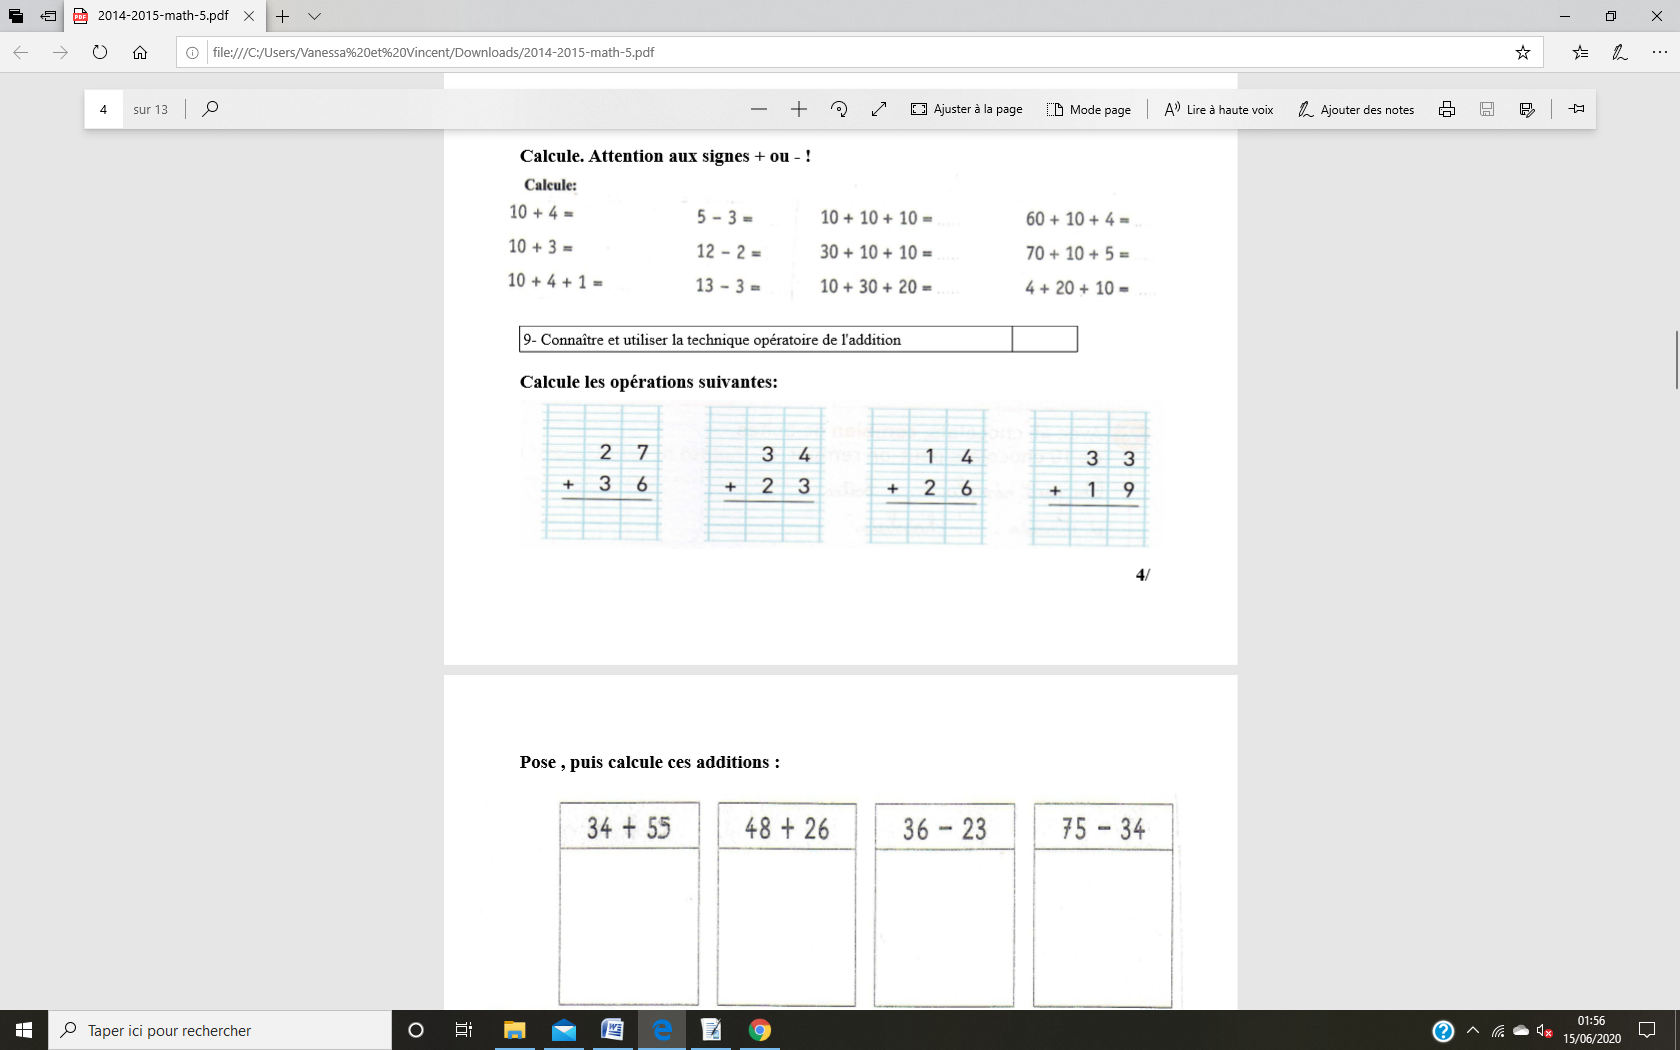 2014-2015-math-5.pdf
file:///C:/Users/Vanessa%20et%20Vincent/Downloads/2014-2015-math-5.pdf
4 sur 13 Ajuster à la page Mode page Lire à haute voix Ajouter des notes
Calcule. Attention aux signes + ou - !
Calcule:
10 + 4 = 5 - 3 = 10 + 10 + 10 = ..... 60 + 10 + 4 = ..
10 + 3 = 12 - 2 = 30 + 10 + 10 = ..... 70 + 10 + 5 =
10 + 4 + 1 = 13 - 3 = 10 + 30 + 20 = ..... 4 + 20 + 10 = ....
9- Connaître et utiliser la technique opératoire de l'addition
Calcule les opérations suivantes:
2 7 3 4 1 4 3 3
+ 3 6 + 2 3 + 2 6 + 1 9
4/
Pose , puis calcule ces additions :
34 + 55 48 + 26 36 - 23 75 - 34
Taper ici pour rechercher
01:56
15/06/2020